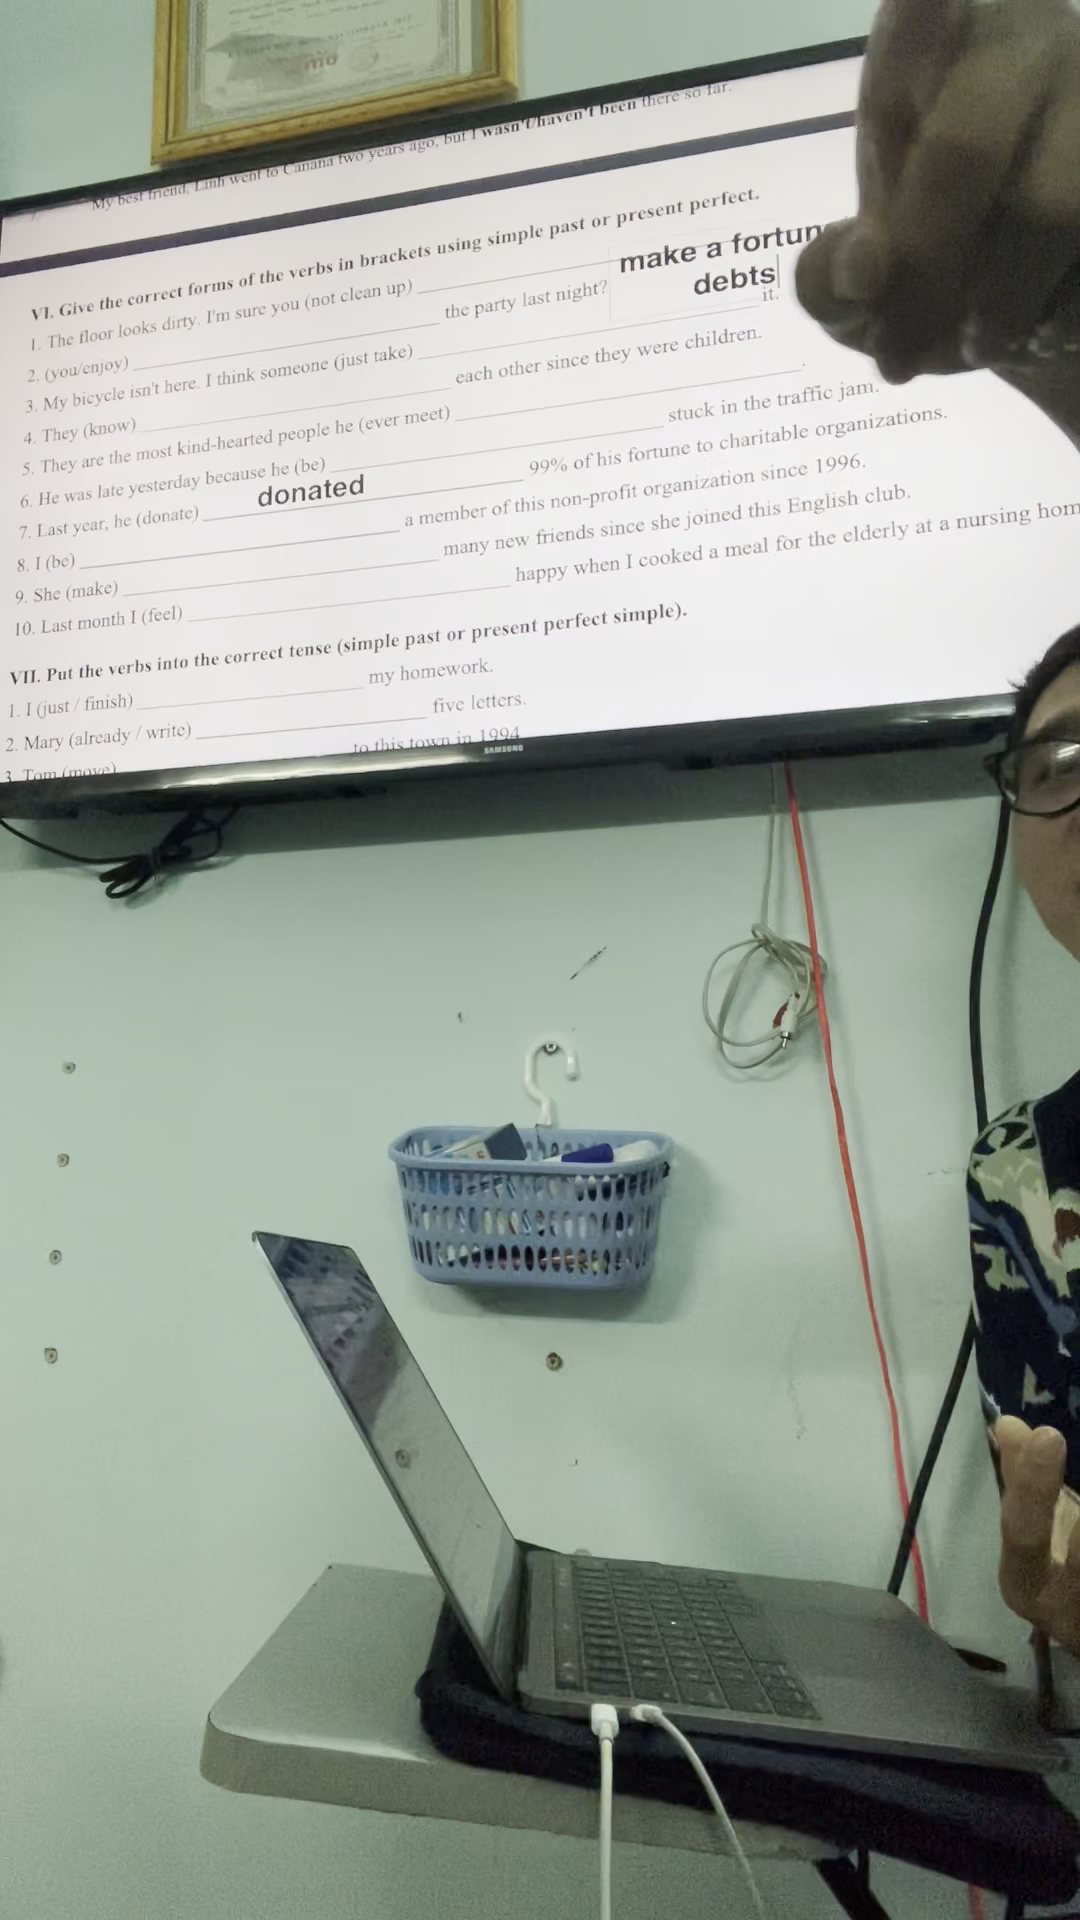 My best friend, Linh went to Canana two years ago, but I wasn't/haven't been there so far.
VI. Give the correct forms of the verbs in brackets using simple past or present perfect.
1. The floor looks dirty. I'm sure you (not clean up) it.
2. (you/enjoy) the party last night?
3. My bicycle isn't here. I think someone (just take) it.
4. They (know) each other since they were children.
5. They are the most kind-hearted people he (ever meet) .
6. He was late yesterday because he (be) stuck in the traffic jam.
7. Last year, he (donate) donated 99% of his fortune to charitable organizations.
8. I (be) a member of this non-profit organization since 1996.
9. She (make) many new friends since she joined this English club.
10. Last month I (feel) happy when I cooked a meal for the elderly at a nursing hom
make a fortun
debts
VII. Put the verbs into the correct tense (simple past or present perfect simple).
1. I (just / finish) my homework.
2. Mary (already / write) five letters.
3. Tom (move) to this town in 1994
SAMSUNG